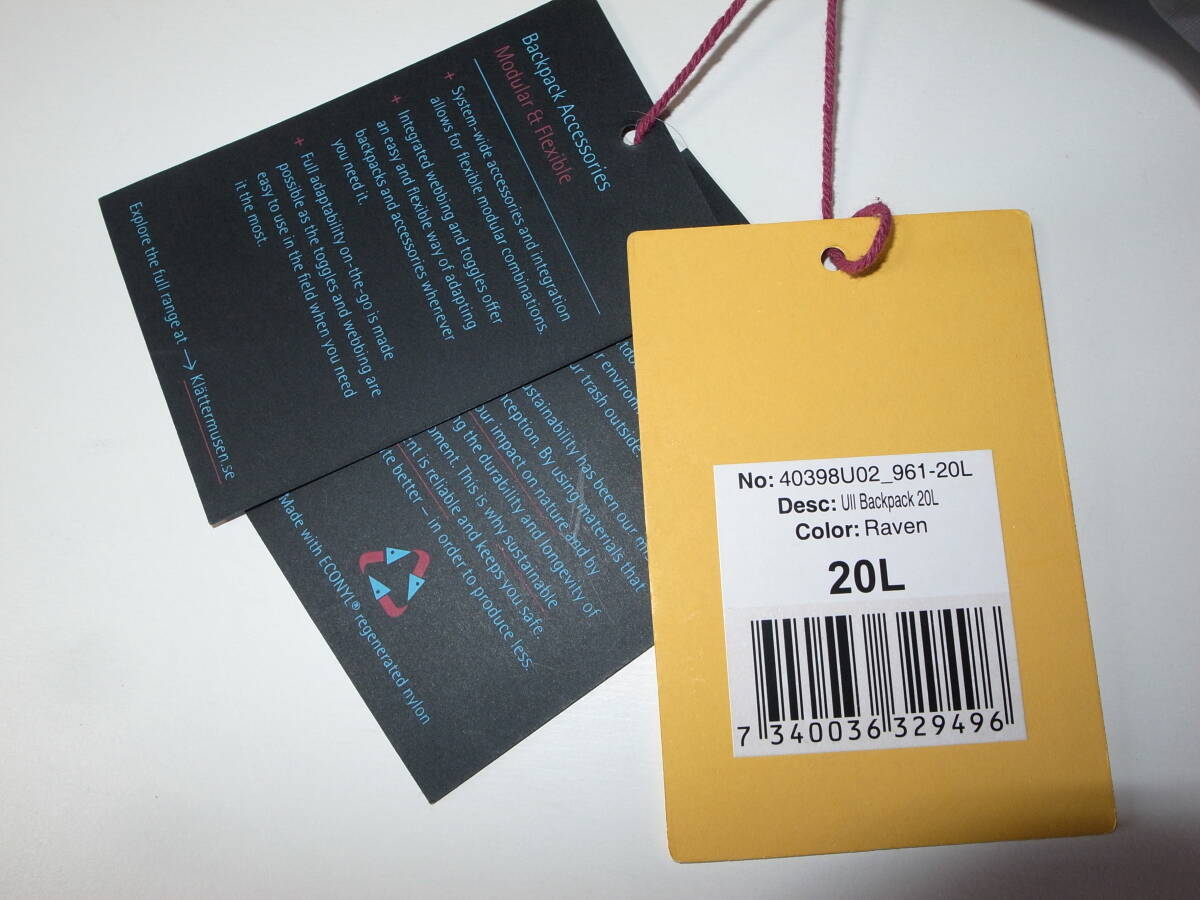 Backpack Accessories
Modular & Flexible
+ System-wide accessories and integration
allows for flexible modular combinations.
+ Integrated webbing and toggles offer
an easy and flexible way of adapting
backpacks and accessories whenever
you need it.
+ Full adaptability on-the-go is made
possible as the toggles and webbing are
easy to use in the field when you need
it the most.
Explore the full range at → Klättermusen.se
trash outside.
has been our
By using materials that
our impact on nature and by
the durability and longevity of
This is why sustainable
is reliable and keeps you safe.
better – in order to produce less.
Made with ECONYL® regenerated nylon
No: 40398U02_961-20L
Desc: Ull Backpack 20L
Color: Raven
20L
7 340036 329496